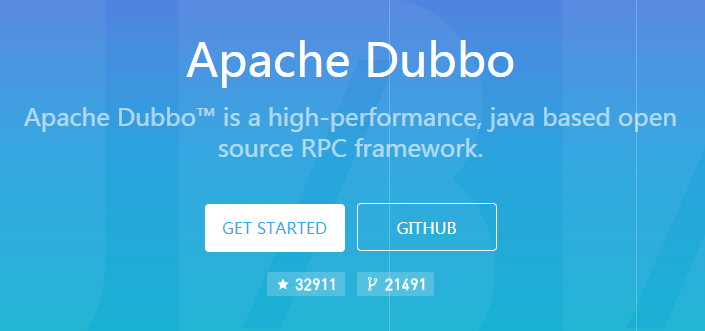 Apache Dubbo
Apache Dubbo™ is a high-performance, java based open
source RPC framework.
GET STARTED
GITHUB
32911
21491